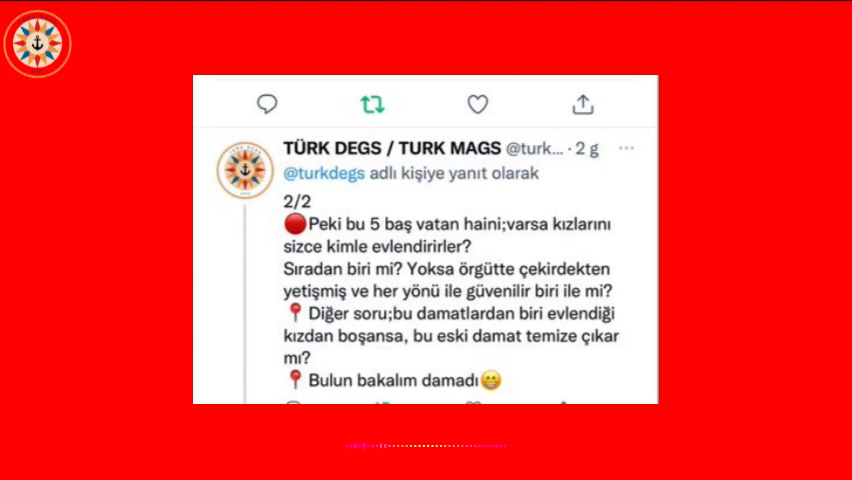 TÜRK DEGS / TURK MAGS @turk... · 2 g
@turkdegs adlı kişiye yanıt olarak
2/2
🔴Peki bu 5 baş vatan haini;varsa kızlarını
sizce kimle evlendirirler?
Sıradan biri mi? Yoksa örgütte çekirdekten
yetişmiş ve her yönü ile güvenilir biri ile mi?
📍 Diğer soru;bu damatlardan biri evlendiği
kızdan boşansa, bu eski damat temize çıkar
mı?
📍 Bulun bakalım damadı😁